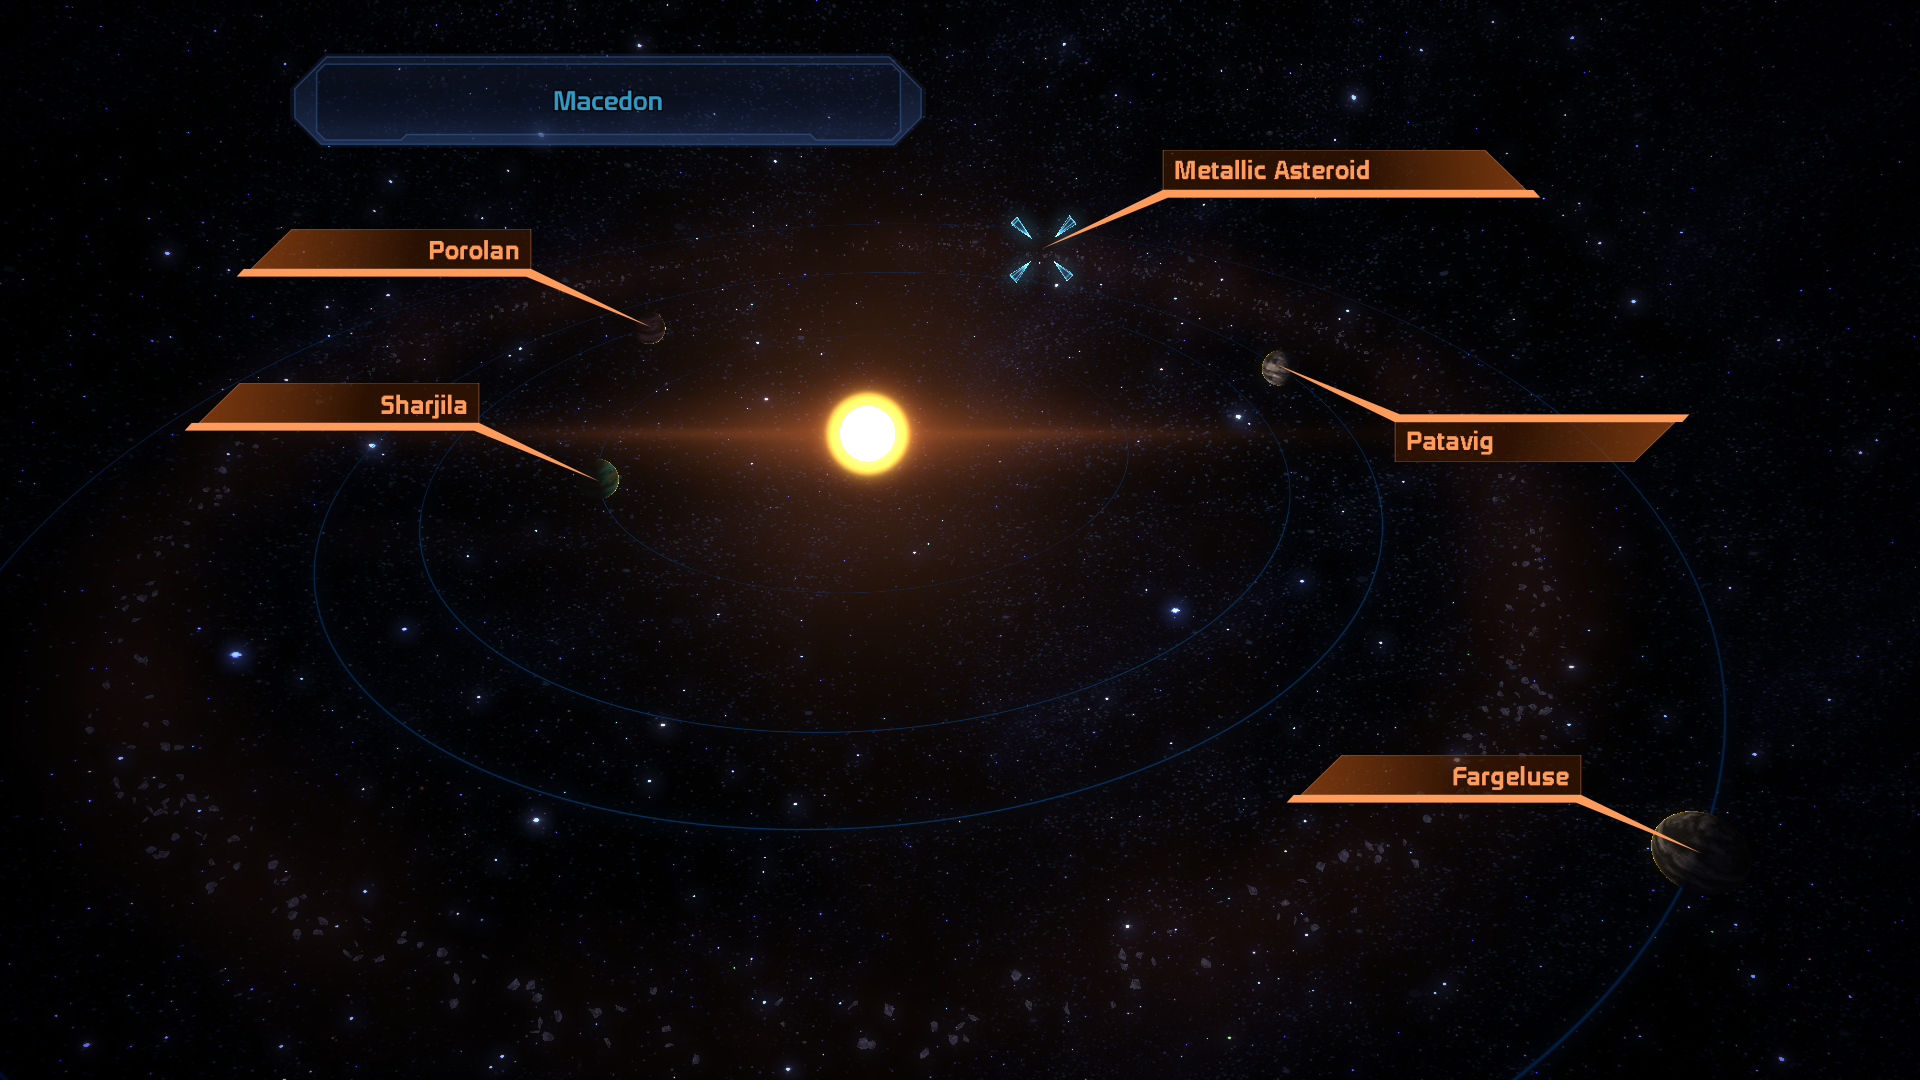 Macedon
Metallic Asteroid
Porolan
Sharjila
Patavig
Fargeluse